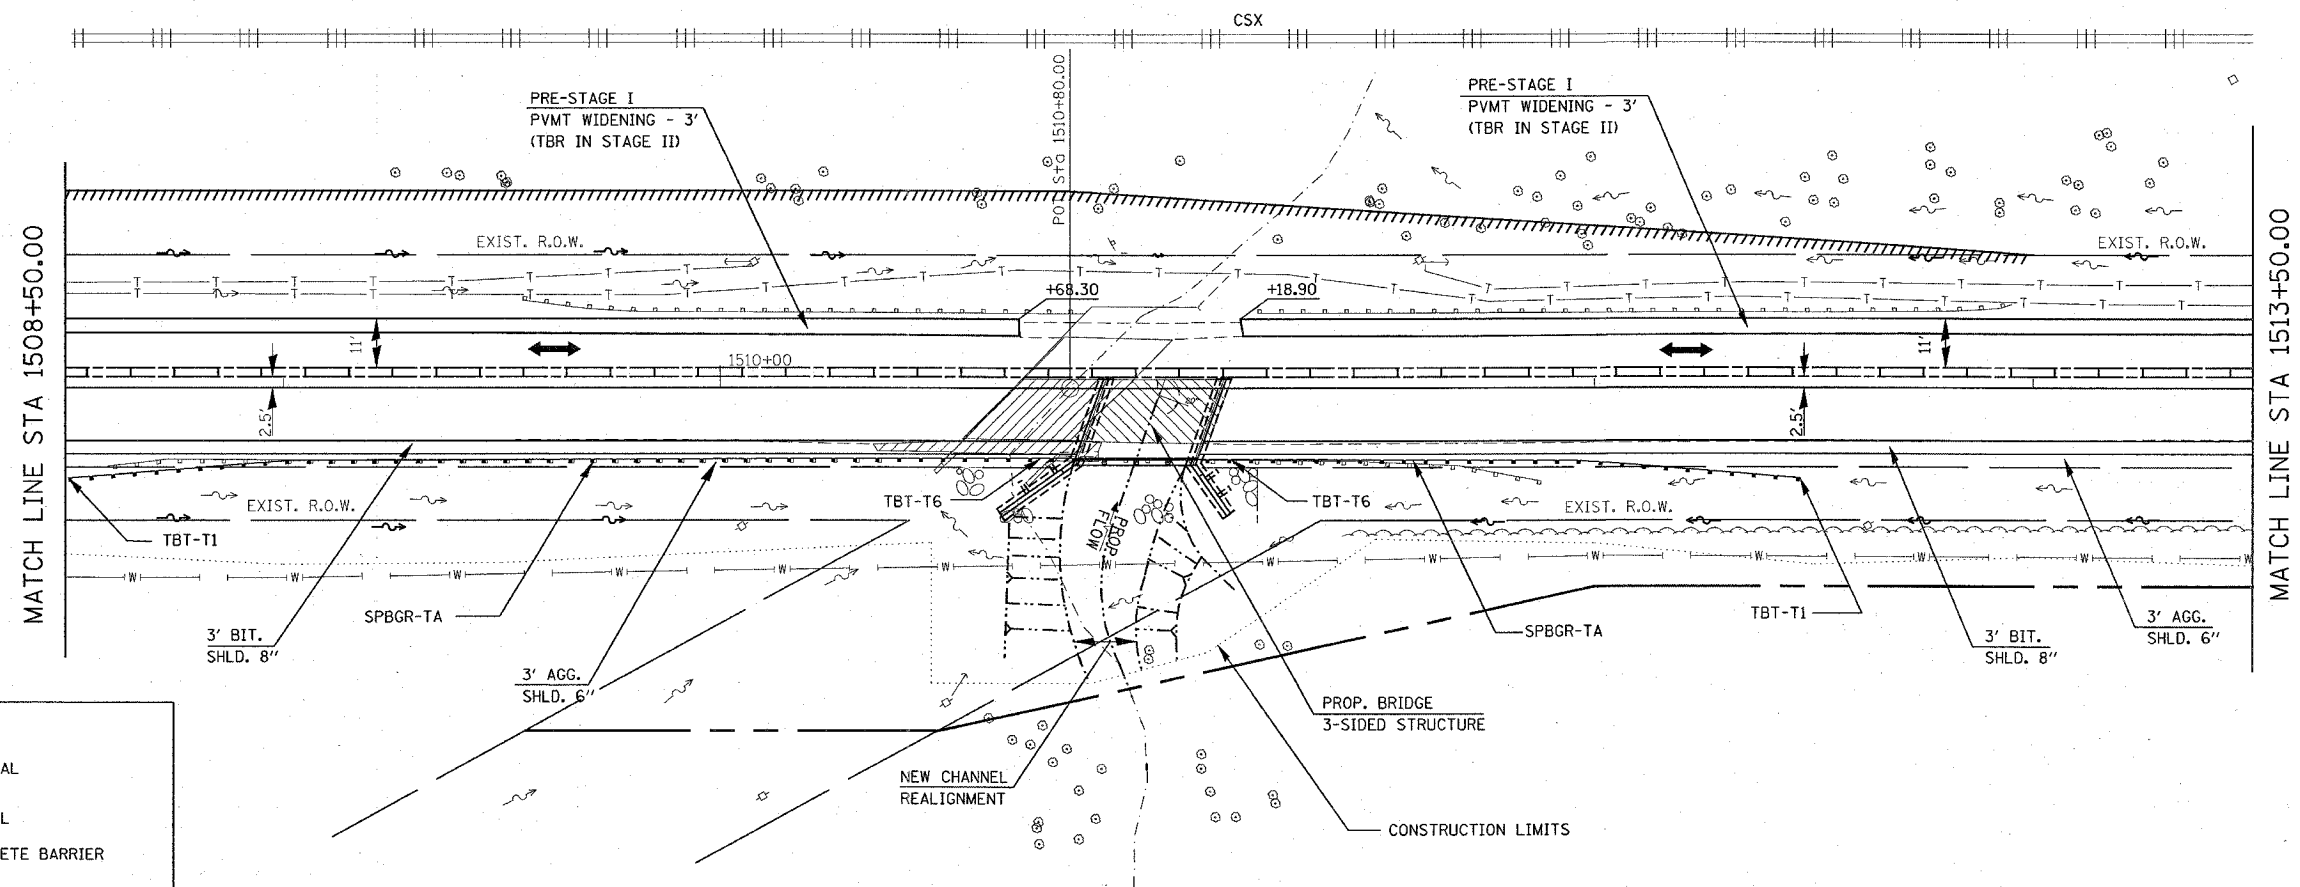 CSX
POT Sta 1510+80.00
PRE-STAGE I
PVMT WIDENING - 3'
(TBR IN STAGE II)
PRE-STAGE I
PVMT WIDENING - 3'
(TBR IN STAGE II)
MATCH LINE STA 1508+50.00
MATCH LINE STA 1513+50.00
EXIST. R.O.W.
EXIST. R.O.W.
T T T T T T T T
+68.30
+18.90
11'
11'
1510+00
2.5'
2.5'
TBT-T6
TBT-T6
EXIST. R.O.W.
EXIST. R.O.W.
TBT-T1
PROP.
FLOW
W W W W W W W W W W W W W W
SPBGR-TA
TBT-T1
SPBGR-TA
3' BIT.
SHLD. 8"
3' AGG.
SHLD. 6"
3' BIT.
SHLD. 8"
3' AGG.
SHLD. 6"
PROP. BRIDGE
3-SIDED STRUCTURE
NEW CHANNEL
REALIGNMENT
CONSTRUCTION LIMITS
AL
L
ETE BARRIER